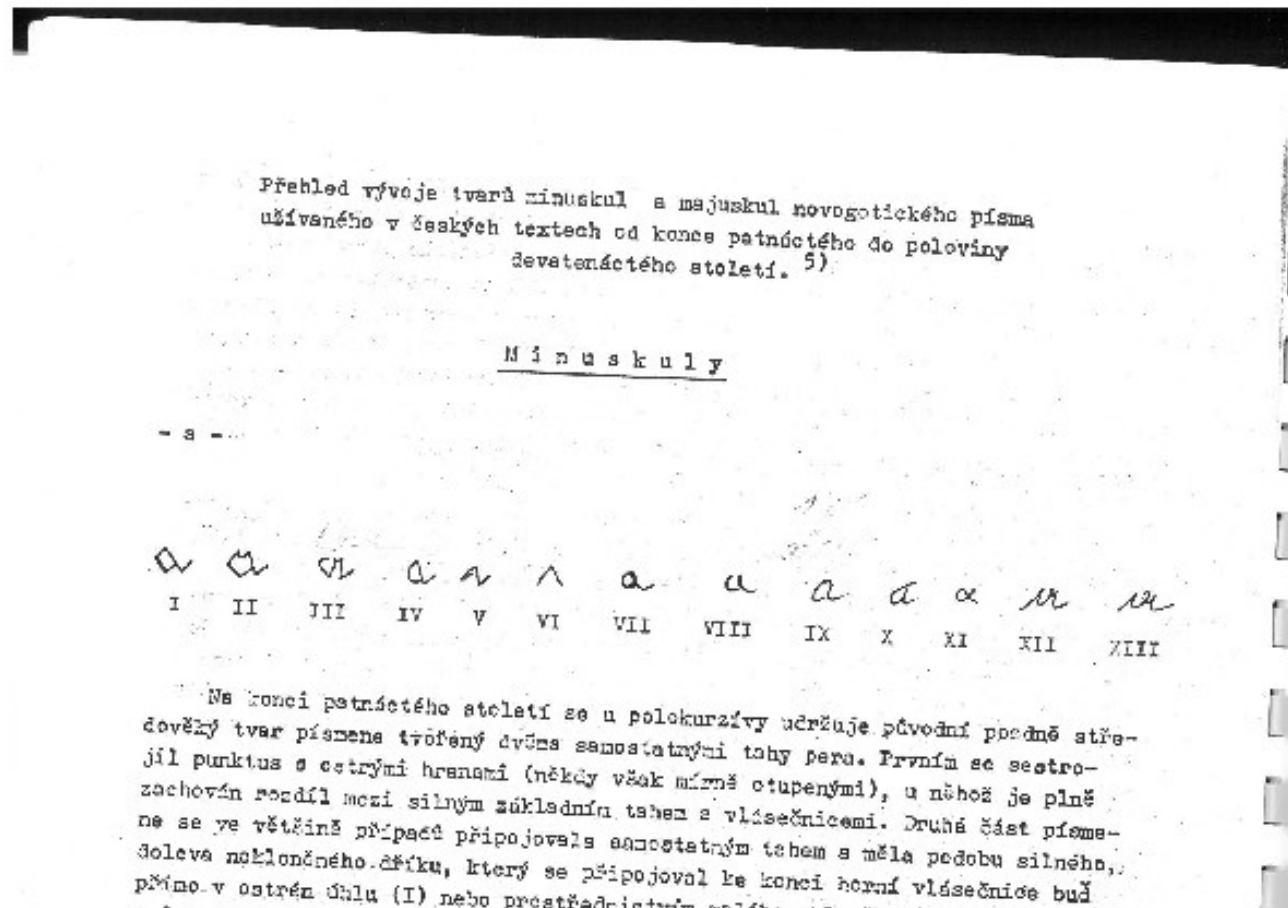 Přehled vývoje tvarů minuskul a majuskul novogotického písma
užívaného v českých textech od konce patnáctého do poloviny
devatenáctého století. 5)
Minuskuly
- a -
I II III IV V VI VII VIII IX X XI XII XIII
Na konci patnáctého století se u polokurzívy udržuje původní pozdně stře-
dověký tvar písmene tvořený dvěma samostatnými tahy pera. Prvním se sestro-
jil punktus s ostrými hranami (někdy však mírně otupenými), u něhož je plně
zachován rozdíl mezi silným základním tahem a vlásečnicemi. Druhá část písme-
ne se ve většině případů připojovala samostatným tahem a měla podobu silného,
doleva nakloněného dříku, který se připojoval ke konci horní vlásečnice buď
přímo v ostrém úhlu (I) nebo prostřednictvím